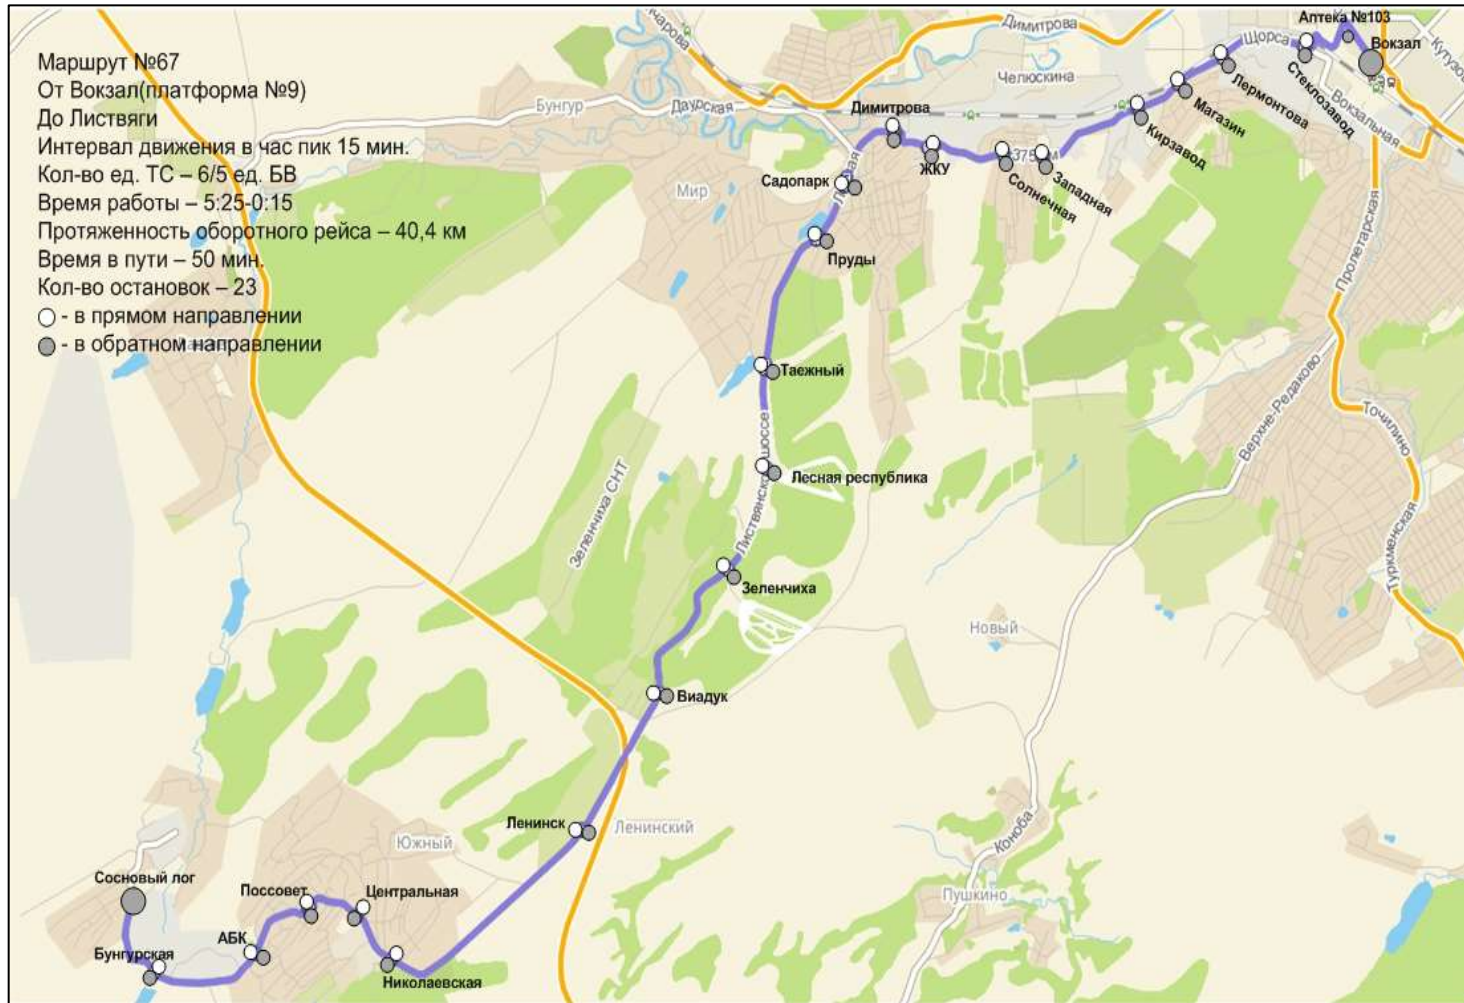 Маршрут №67
От Вокзал(платформа №9)
До Листвяги
Интервал движения в час пик 15 мин.
Кол-во ед. ТС – 6/5 ед. БВ
Время работы – 5:25-0:15
Протяженность оборотного рейса – 40,4 км
Время в пути – 50 мин.
Кол-во остановок – 23
- в прямом направлении
- в обратном направлении
Аптека №103
Вокзал
Щорса
Стеклозавод
Вокзальная
Димитрова
Челюскина
Лермонтова
Магазин
Кирзавод
Западная
Солнечная
ЖКУ
Димитрова
Даурская
Бунгур
Мир
Садопарк
Пруды
Таежный
Листвянское шоссе
Лесная республика
Зеленчиха СНТ
Зеленчиха
Виадук
Ленинск
Ленинский
Южный
Николаевская
Центральная
Поссовет
АБК
Бунгурская
Сосновый лог
Пролетарская
Верхне-Редаково
Точилино
Туркменская
Новый
Коноба
Пушкино